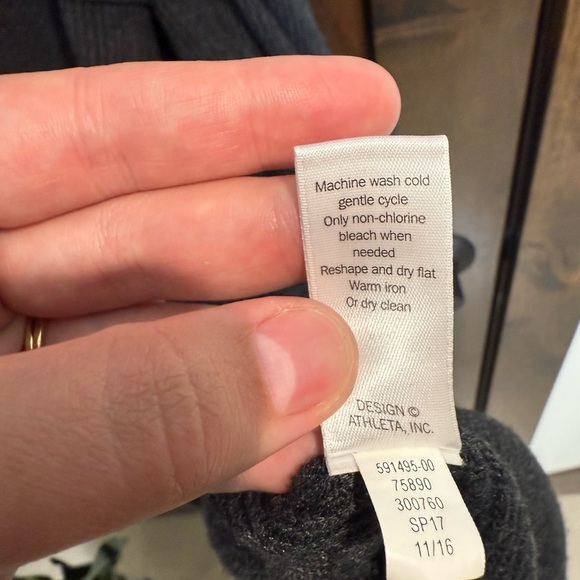 Machine wash cold
gentle cycle
Only non-chlorine
bleach when
needed
Reshape and dry flat
Warm iron
Or dry clean
DESIGN ©
ATHLETA, INC.
591495-00
75890
300760
SP17
11/16